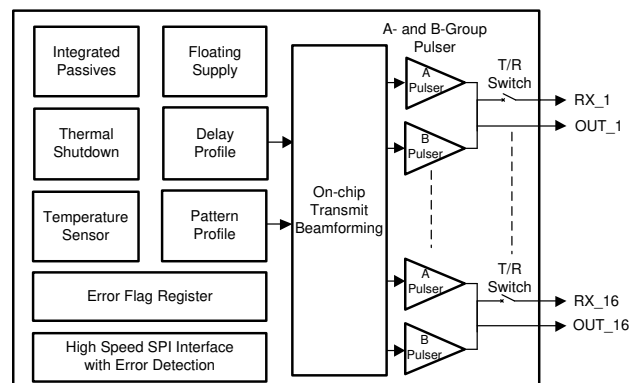 A- and B-Group
Pulser
Integrated
Passives
Floating
Supply
Thermal
Shutdown
Delay
Profile
Temperature
Sensor
Pattern
Profile
Error Flag Register
High Speed SPI Interface
with Error Detection
On-chip
Transmit
Beamforming
A
Pulser
B
Pulser
T/R
Switch
RX_1
OUT_1
A
Pulser
B
Pulser
T/R
Switch
RX_16
OUT_16